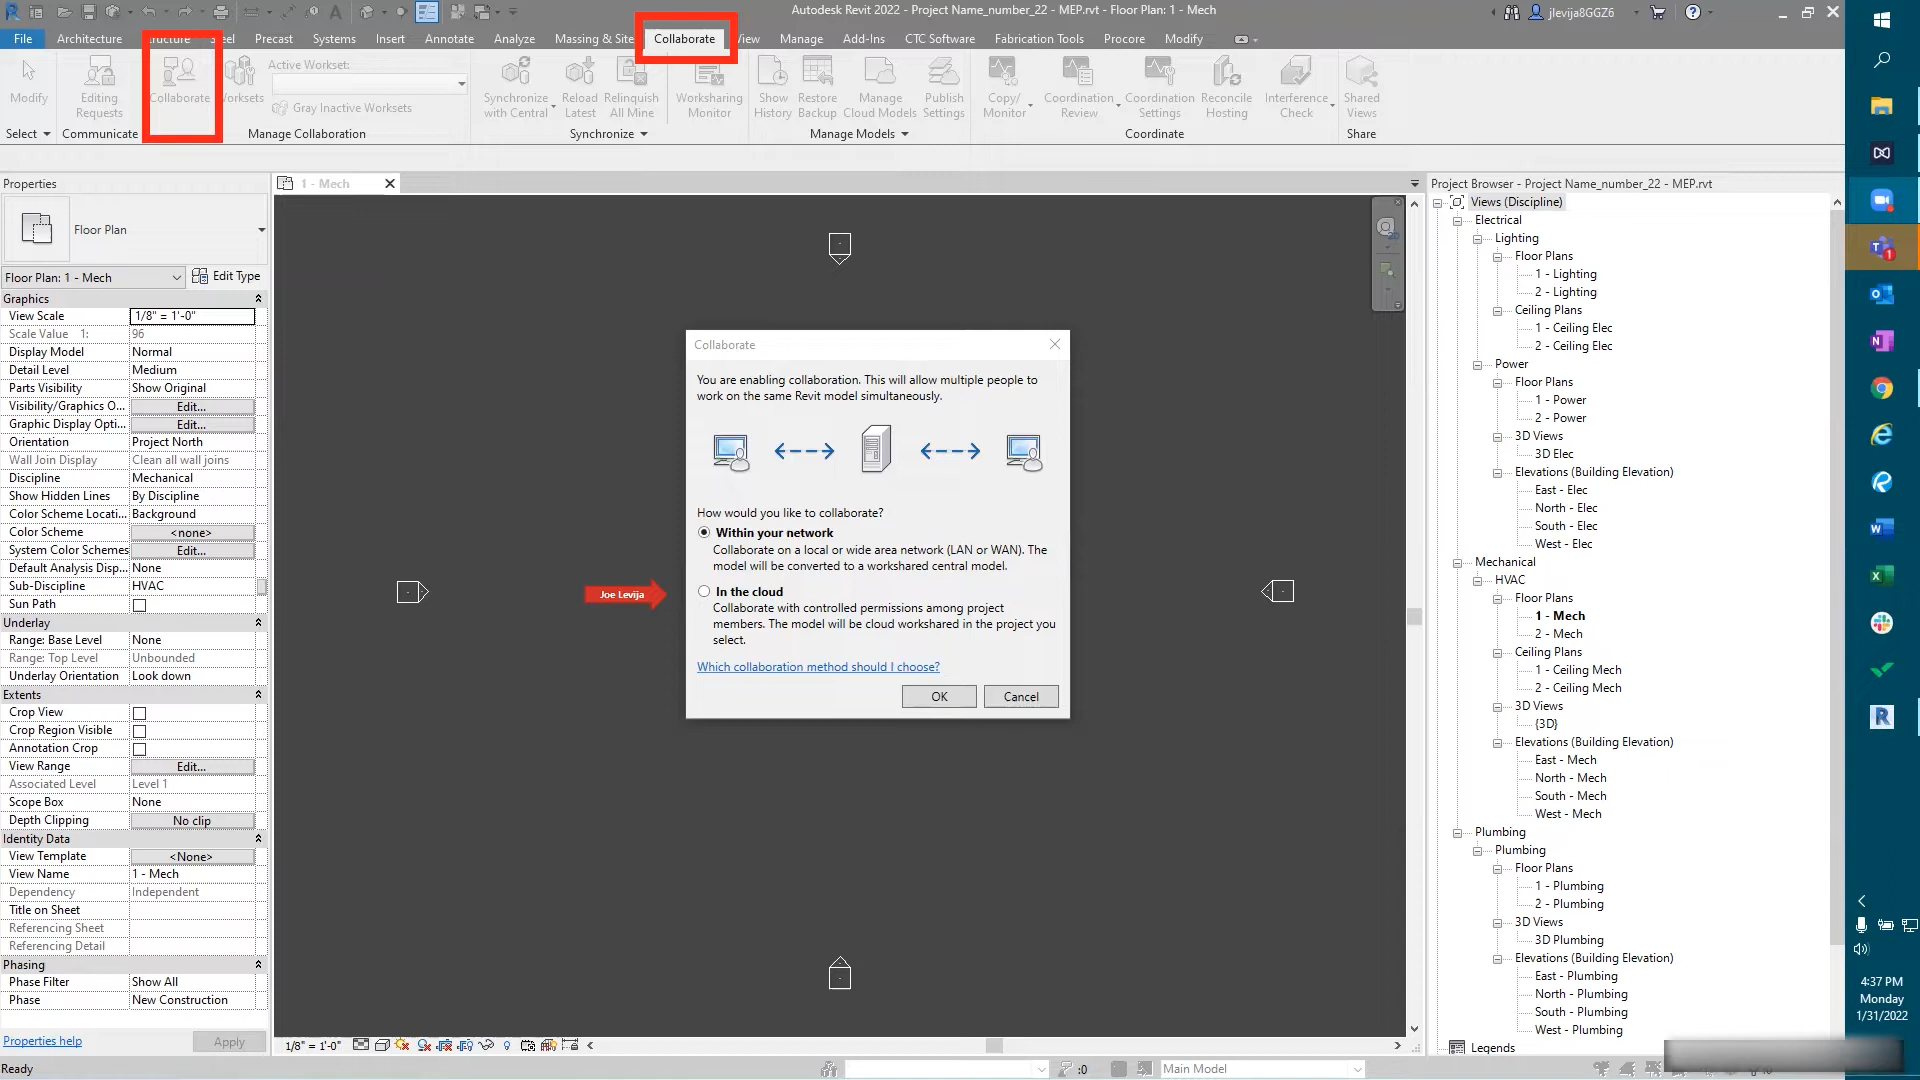 Autodesk Revit 2022 - Project Name_number_22 - MEP.rvt - Floor Plan: 1 - Mech
jlevija8GGZ6
File Architecture Precast Systems Insert Annotate Analyze Massing & Site Collaborate View Manage Add-Ins CTC Software Fabrication Tools Procore Modify
Modify
Editing
Requests
Collaborate
Worksets
Active Workset:
Gray Inactive Worksets
Synchronize
with Central
Reload
Latest
Relinquish
All Mine
Worksharing
Monitor
Show
History
Restore
Backup
Manage
Cloud Models
Publish
Settings
Copy/
Monitor
Coordination
Review
Coordination
Settings
Reconcile
Hosting
Interference
Check
Shared
Views
Select Communicate Manage Collaboration Synchronize Manage Models Coordinate Share
Properties
Floor Plan
Floor Plan: 1 - Mech Edit Type
Graphics
View Scale 1/8" = 1'-0"
Scale Value 1: 96
Display Model Normal
Detail Level Medium
Parts Visibility Show Original
Visibility/Graphics O... Edit...
Graphic Display Opti... Edit...
Orientation Project North
Wall Join Display Clean all wall joins
Discipline Mechanical
Show Hidden Lines By Discipline
Color Scheme Locati... Background
Color Scheme <none>
System Color Schemes Edit...
Default Analysis Disp... None
Sub-Discipline HVAC
Sun Path
Underlay
Range: Base Level None
Range: Top Level Unbounded
Underlay Orientation Look down
Extents
Crop View
Crop Region Visible
Annotation Crop
View Range Edit...
Associated Level Level 1
Scope Box None
Depth Clipping No clip
Identity Data
View Template <None>
View Name 1 - Mech
Dependency Independent
Title on Sheet
Referencing Sheet
Referencing Detail
Phasing
Phase Filter Show All
Phase New Construction
Properties help Apply
Ready
1 - Mech
Collaborate
You are enabling collaboration. This will allow multiple people to
work on the same Revit model simultaneously.
How would you like to collaborate?
Within your network
Collaborate on a local or wide area network (LAN or WAN). The
model will be converted to a workshared central model.
Joe Levija
In the cloud
Collaborate with controlled permissions among project
members. The model will be cloud workshared in the project you
select.
Which collaboration method should I choose?
OK Cancel
1/8" = 1'-0"
:0
Main Model
Project Browser - Project Name_number_22 - MEP.rvt
Views (Discipline)
Electrical
Lighting
Floor Plans
1 - Lighting
2 - Lighting
Ceiling Plans
1 - Ceiling Elec
2 - Ceiling Elec
Power
Floor Plans
1 - Power
2 - Power
3D Views
3D Elec
Elevations (Building Elevation)
East - Elec
North - Elec
South - Elec
West - Elec
Mechanical
HVAC
Floor Plans
1 - Mech
2 - Mech
Ceiling Plans
1 - Ceiling Mech
2 - Ceiling Mech
3D Views
{3D}
Elevations (Building Elevation)
East - Mech
North - Mech
South - Mech
West - Mech
Plumbing
Plumbing
Floor Plans
1 - Plumbing
2 - Plumbing
3D Views
3D Plumbing
Elevations (Building Elevation)
East - Plumbing
North - Plumbing
South - Plumbing
West - Plumbing
Legends
4:37 PM
Monday
1/31/2022